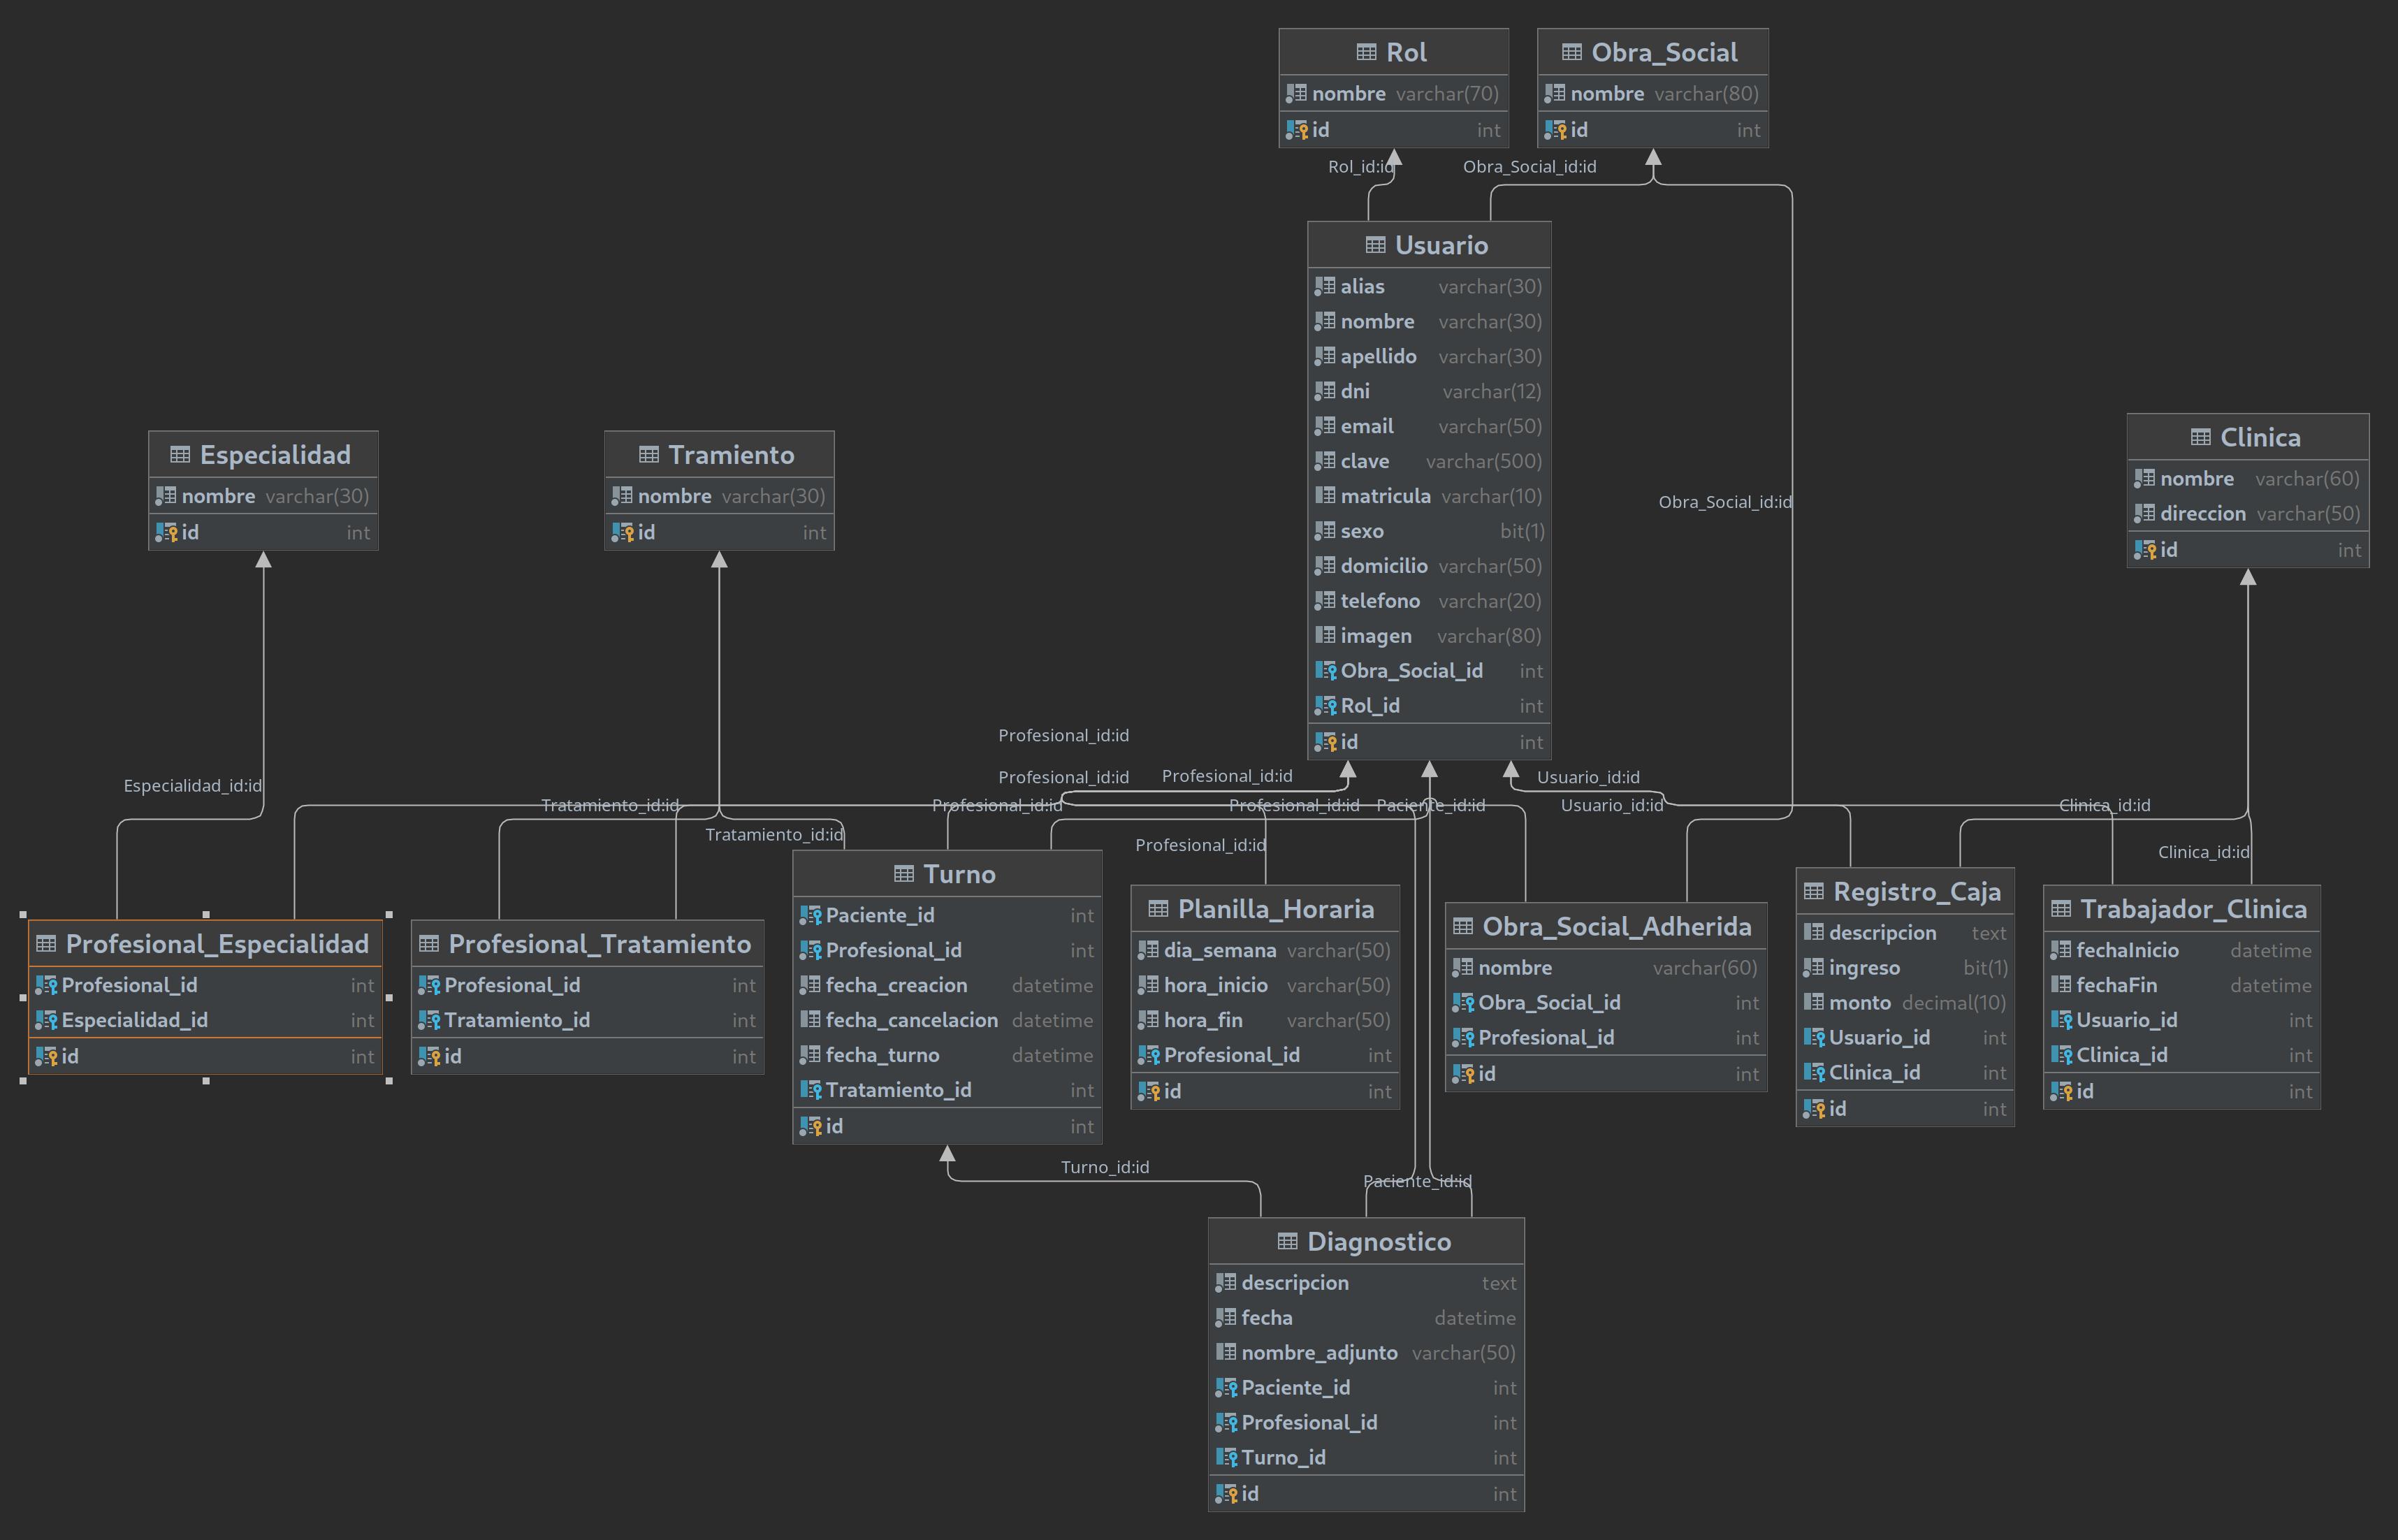 Rol
nombre varchar(70)
id int
Obra_Social
nombre varchar(80)
id int
Rol_id:id
Obra_Social_id:id
Usuario
alias varchar(30)
nombre varchar(30)
apellido varchar(30)
dni varchar(12)
email varchar(50)
clave varchar(500)
matricula varchar(10)
sexo bit(1)
domicilio varchar(50)
telefono varchar(20)
imagen varchar(80)
Obra_Social_id int
Rol_id int
id int
Especialidad
nombre varchar(30)
id int
Tramiento
nombre varchar(30)
id int
Clinica
nombre varchar(60)
direccion varchar(50)
id int
Obra_Social_id:id
Profesional_id:id
Profesional_id:id
Profesional_id:id
Usuario_id:id
Especialidad_id:id
Tratamiento_id:id
Profesional_id:id
Profesional_id:id
Paciente_id:id
Usuario_id:id
Clinica_id:id
Tratamiento_id:id
Profesional_id:id
Clinica_id:id
Profesional_Especialidad
Profesional_id int
Especialidad_id int
id int
Profesional_Tratamiento
Profesional_id int
Tratamiento_id int
id int
Turno
Paciente_id int
Profesional_id int
fecha_creacion datetime
fecha_cancelacion datetime
fecha_turno datetime
Tratamiento_id int
id int
Planilla_Horaria
dia_semana varchar(50)
hora_inicio varchar(50)
hora_fin varchar(50)
Profesional_id int
id int
Obra_Social_Adherida
nombre varchar(60)
Obra_Social_id int
Profesional_id int
id int
Registro_Caja
descripcion text
ingreso bit(1)
monto decimal(10)
Usuario_id int
Clinica_id int
id int
Trabajador_Clinica
fechaInicio datetime
fechaFin datetime
Usuario_id int
Clinica_id int
id int
Turno_id:id
Paciente_id:id
Diagnostico
descripcion text
fecha datetime
nombre_adjunto varchar(50)
Paciente_id int
Profesional_id int
Turno_id int
id int